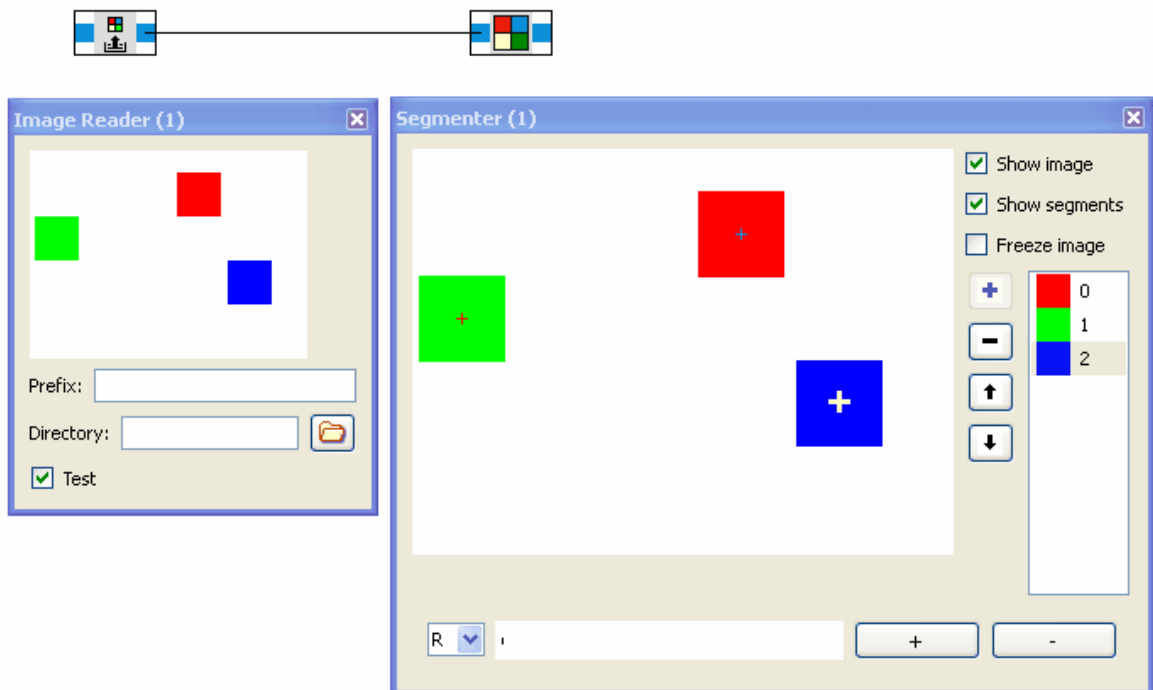 Image Reader (1)
Prefix:
Directory:
Test
Segmenter (1)
Show image
Show segments
Freeze image
0
1
2
R
+
-